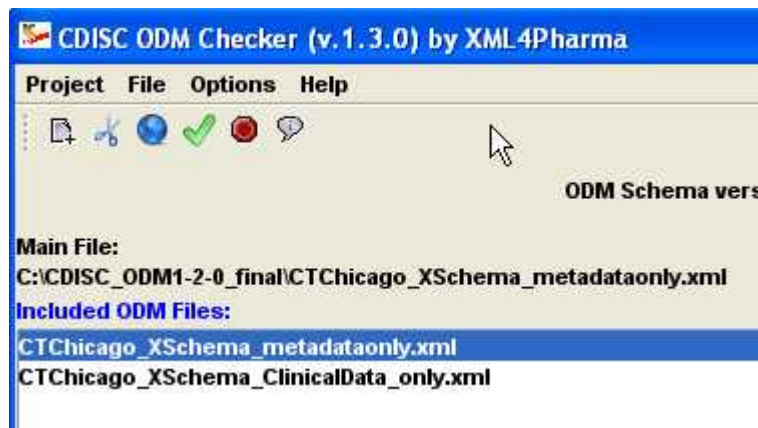 CDISC ODM Checker (v.1.3.0) by XML4Pharma
Project File Options Help
ODM Schema vers
Main File:
C:\CDISC_ODM1-2-0_final\CTChicago_XSchema_metadataonly.xml
Included ODM Files:
CTChicago_XSchema_metadataonly.xml
CTChicago_XSchema_ClinicalData_only.xml